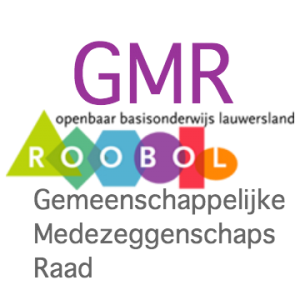 GMR
openbaar basisonderwijs lauwersland
ROOBOL
Gemeenschappelijke
Medezeggenschaps
Raad